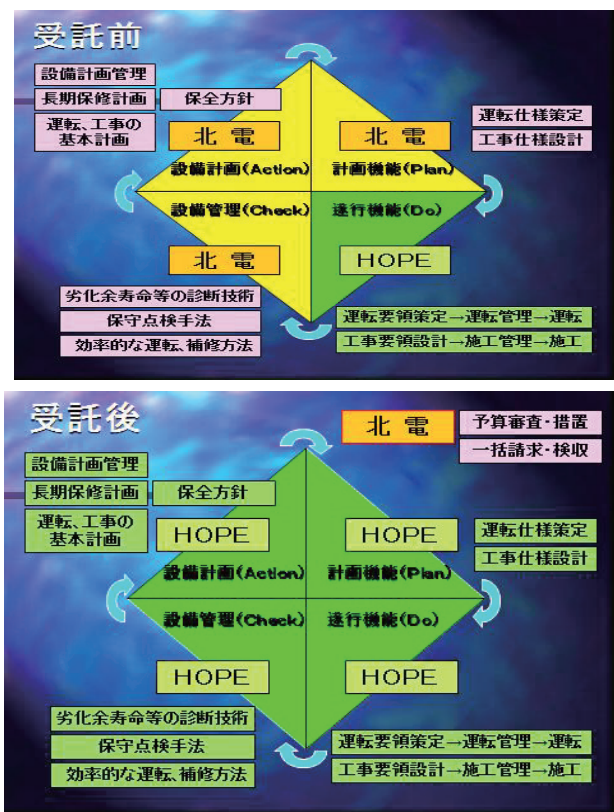 受託前
設備計画管理
長期保修計画
保全方針
運転、工事の
基本計画
運転仕様策定
工事仕様設計
北電
北電
設備計画(Action)
計画機能(Plan)
設備管理(Check)
遂行機能(Do)
北電
HOPE
劣化余寿命等の診断技術
保守点検手法
効率的な運転、補修方法
運転要領策定→運転管理→運転
工事要領設計→施工管理→施工
受託後
北電
予算審査・措置
一括請求・検収
設備計画管理
長期保修計画
保全方針
運転、工事の
基本計画
運転仕様策定
工事仕様設計
HOPE
HOPE
設備計画(Action)
計画機能(Plan)
設備管理(Check)
遂行機能(Do)
HOPE
HOPE
劣化余寿命等の診断技術
保守点検手法
効率的な運転、補修方法
運転要領策定→運転管理→運転
工事要領設計→施工管理→施工